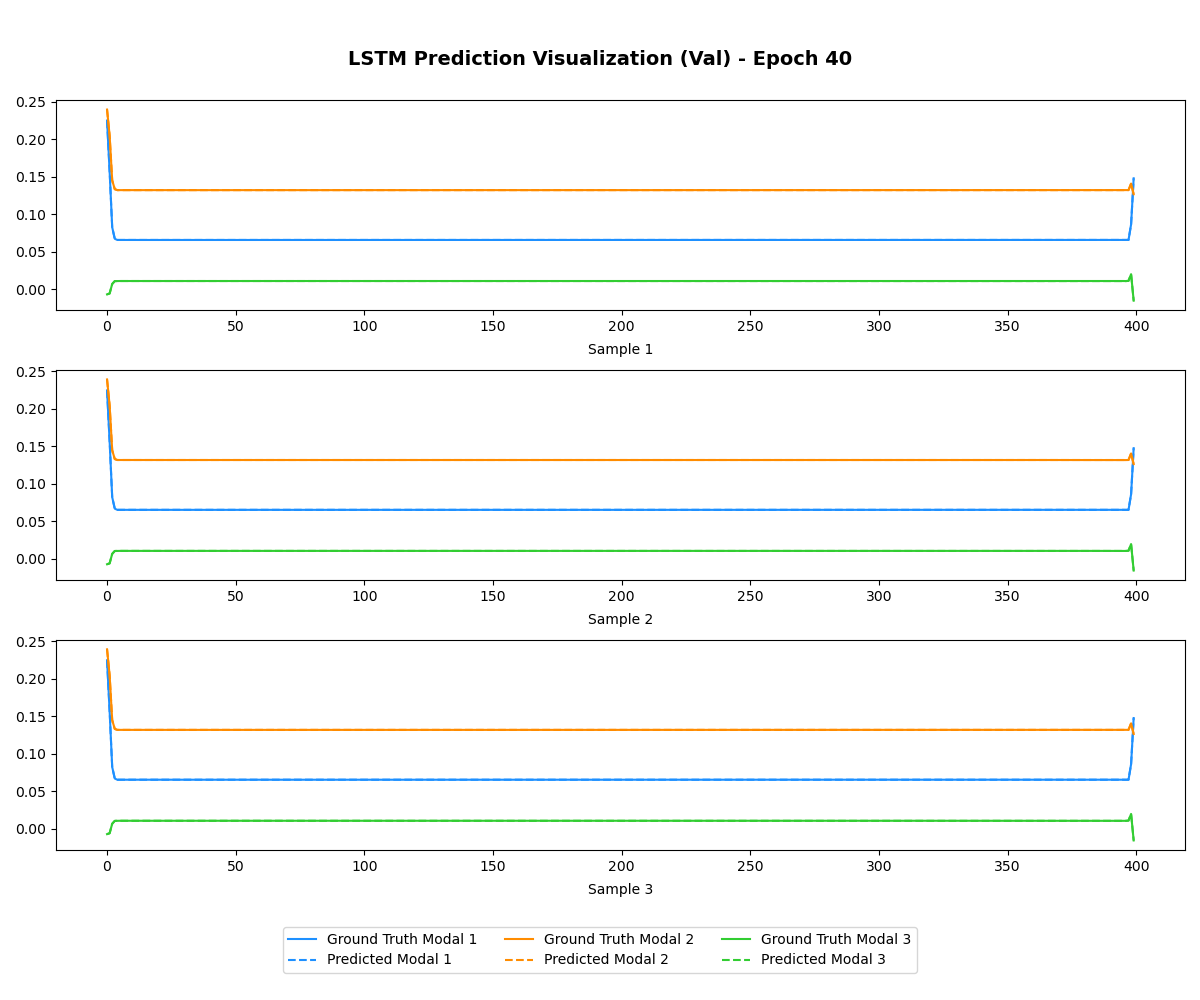 LSTM Prediction Visualization (Val) - Epoch 40
0.25
0.20
0.15
0.10
0.05
0.00
0 50 100 150 200 250 300 350 400
Sample 1
0.25
0.20
0.15
0.10
0.05
0.00
0 50 100 150 200 250 300 350 400
Sample 2
0.25
0.20
0.15
0.10
0.05
0.00
0 50 100 150 200 250 300 350 400
Sample 3
Ground Truth Modal 1 Ground Truth Modal 2 Ground Truth Modal 3
Predicted Modal 1 Predicted Modal 2 Predicted Modal 3